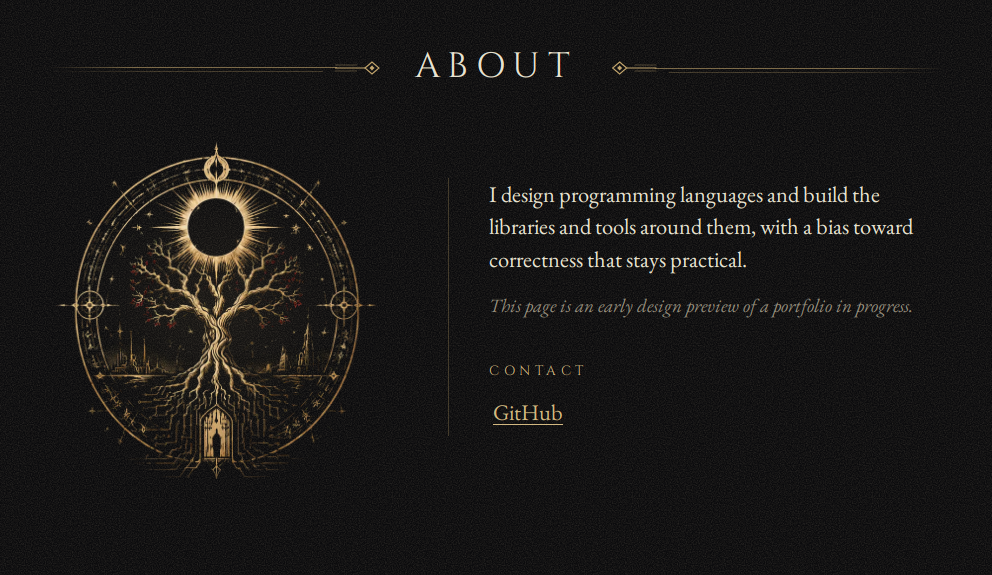 ABOUT
I design programming languages and build the
libraries and tools around them, with a bias toward
correctness that stays practical.
This page is an early design preview of a portfolio in progress.
CONTACT
GitHub